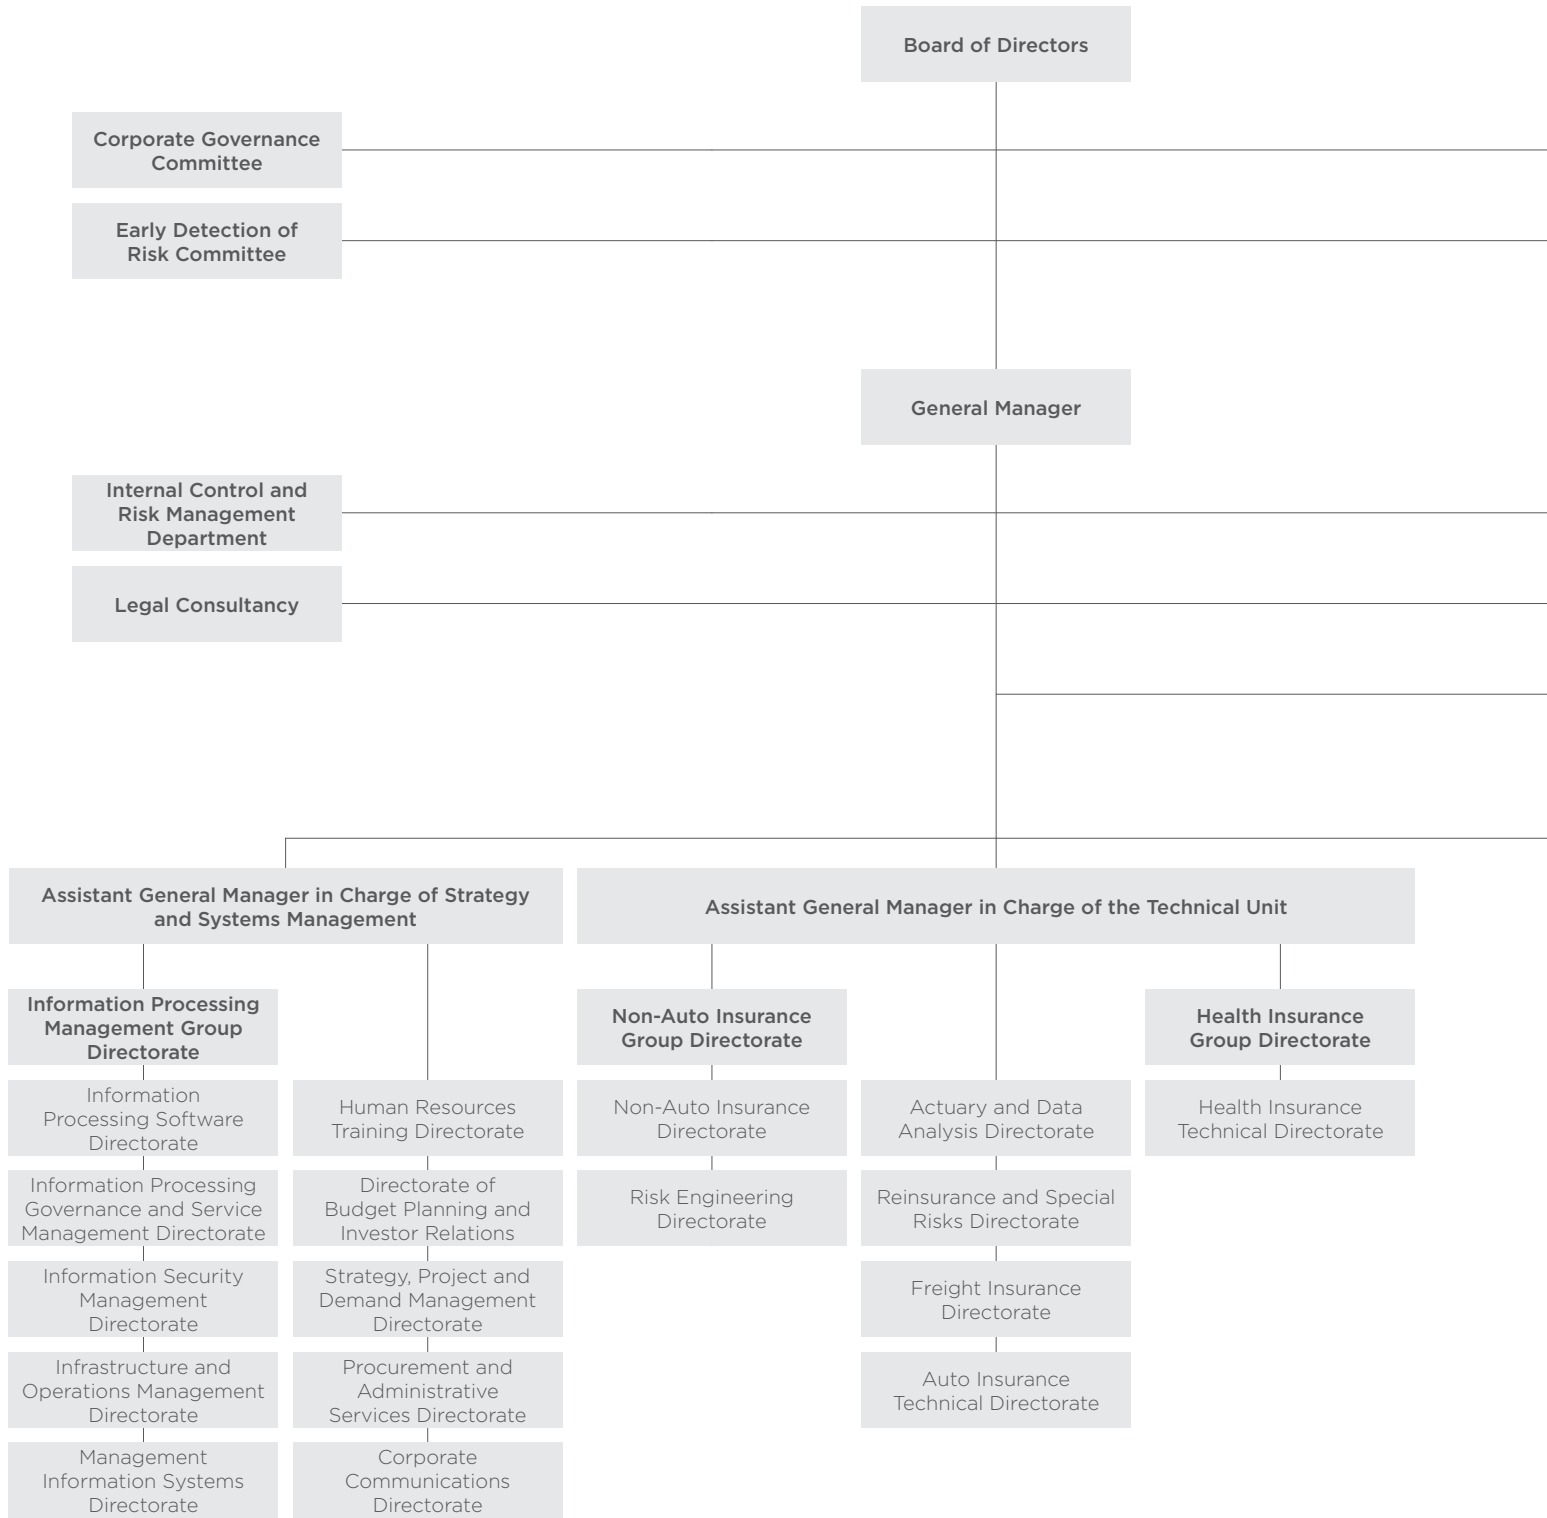 Board of Directors
Corporate Governance
Committee
Early Detection of
Risk Committee
General Manager
Internal Control and
Risk Management
Department
Legal Consultancy
Assistant General Manager in Charge of Strategy
and Systems Management
Assistant General Manager in Charge of the Technical Unit
Information Processing
Management Group
Directorate
Information
Processing Software
Directorate
Information Processing
Governance and Service
Management Directorate
Information Security
Management
Directorate
Infrastructure and
Operations Management
Directorate
Management
Information Systems
Directorate
Human Resources
Training Directorate
Directorate of
Budget Planning and
Investor Relations
Strategy, Project and
Demand Management
Directorate
Procurement and
Administrative
Services Directorate
Corporate
Communications
Directorate
Non-Auto Insurance
Group Directorate
Non-Auto Insurance
Directorate
Risk Engineering
Directorate
Actuary and Data
Analysis Directorate
Reinsurance and Special
Risks Directorate
Freight Insurance
Directorate
Auto Insurance
Technical Directorate
Health Insurance
Group Directorate
Health Insurance
Technical Directorate